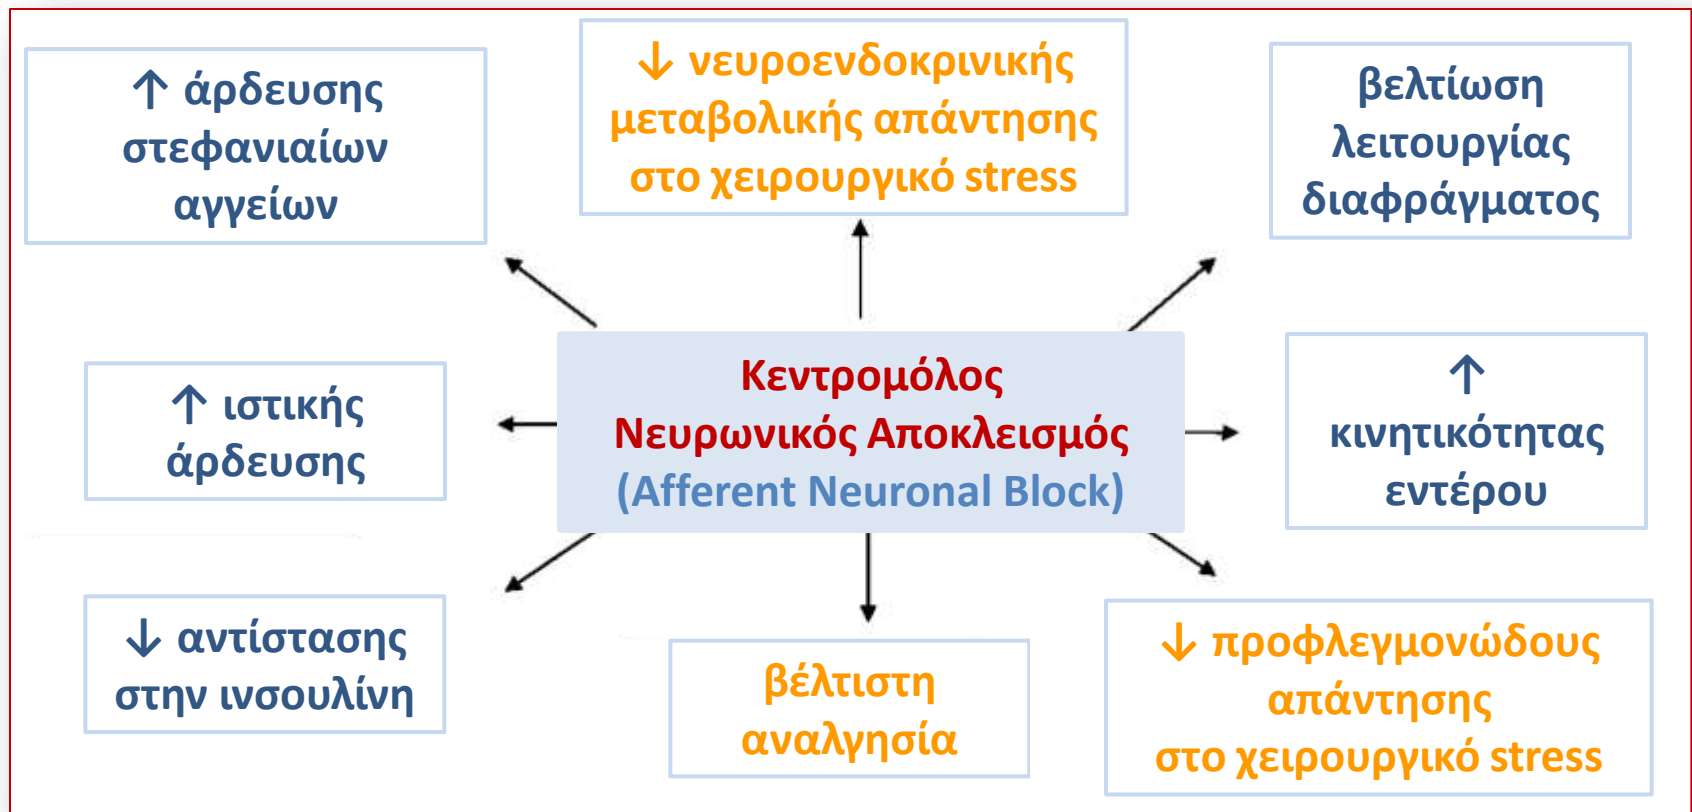 ↑ άρδευσης
στεφανιαίων
αγγείων
↓ νευροενδοκρινικής
μεταβολικής απάντησης
στο χειρουργικό stress
βελτίωση
λειτουργίας
διαφράγματος
↑ ιστικής
άρδευσης
Κεντρομόλος
Νευρωνικός Αποκλεισμός
(Afferent Neuronal Block)
↑
κινητικότητας
εντέρου
↓ αντίστασης
στην ινσουλίνη
βέλτιστη
αναλγησία
↓ προφλεγμονώδους
απάντησης
στο χειρουργικό stress